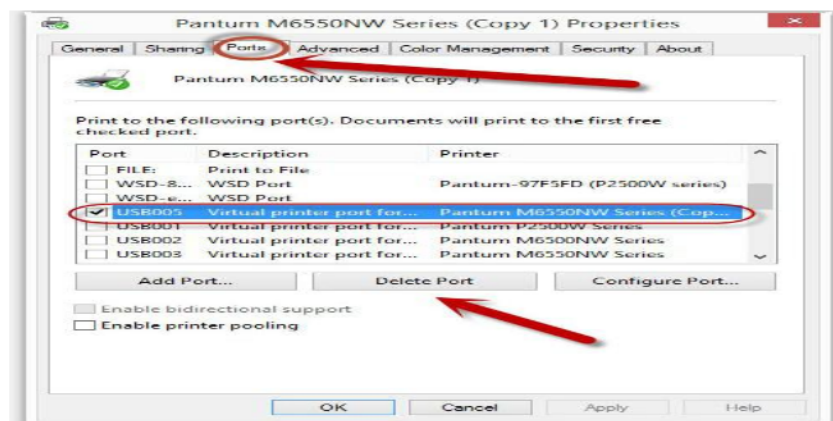 Pantum M6550NW Series (Copy 1) Properties
General Sharing Ports Advanced Color Management Security About
Pantum M6550NW Series (Copy 1)
Print to the following port(s). Documents will print to the first free
checked port.
Port Description Printer
FILE: Print to File
WSD-8... WSD Port Pantum-97F5FD (P2500W series)
WSD-e... WSD Port
USB005 Virtual printer port for... Pantum M6550NW Series (Cop...
USB001 Virtual printer port for... Pantum P2500W Series
USB002 Virtual printer port for... Pantum M6500NW Series
USB003 Virtual printer port for... Pantum M6550NW Series
Add Port... Delete Port Configure Port...
Enable bidirectional support
Enable printer pooling
OK Cancel Apply Help